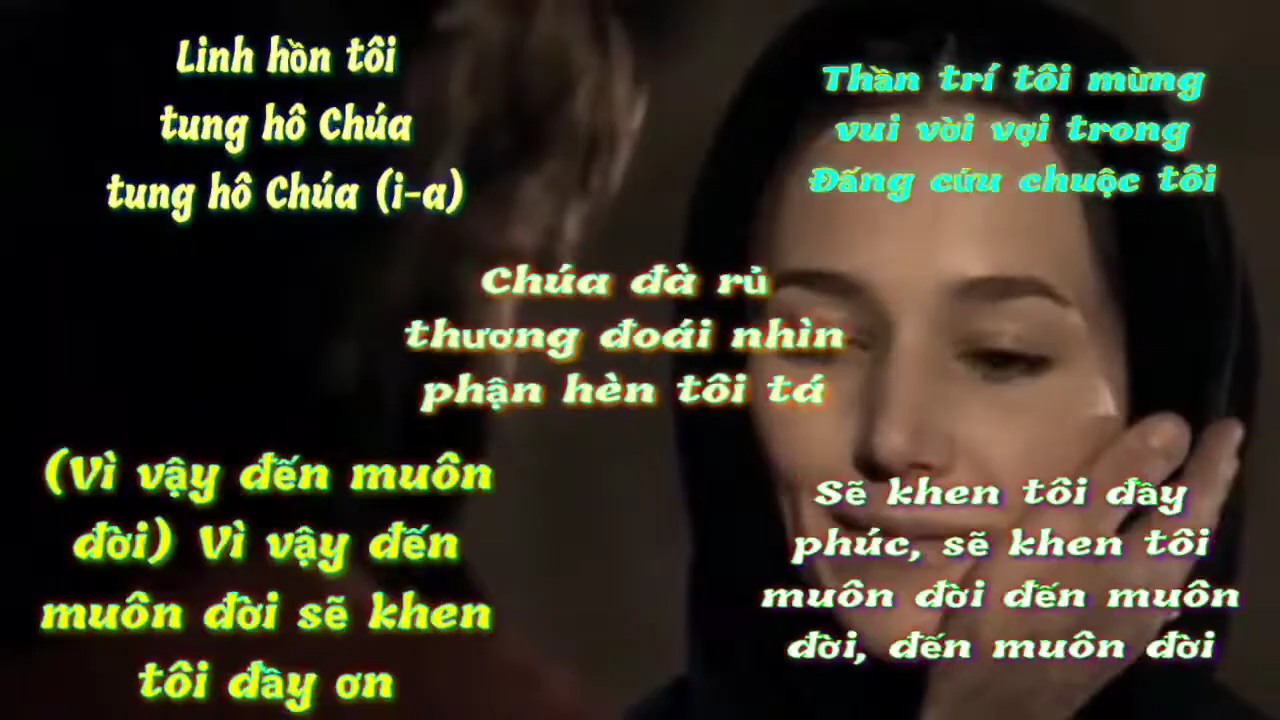 Linh hồn tôi
tung hô Chúa
tung hô Chúa (i-a)
Thần trí tôi mừng
vui vời vợi trong
Đấng cứu chuộc tôi
Chúa đà rủ
thương đoái nhìn
phận hèn tôi tá
(Vì vậy đến muôn
đời) Vì vậy đến
muôn đời sẽ khen
tôi đầy ơn
Sẽ khen tôi đầy
phúc, sẽ khen tôi
muôn đời đến muôn
đời, đến muôn đời